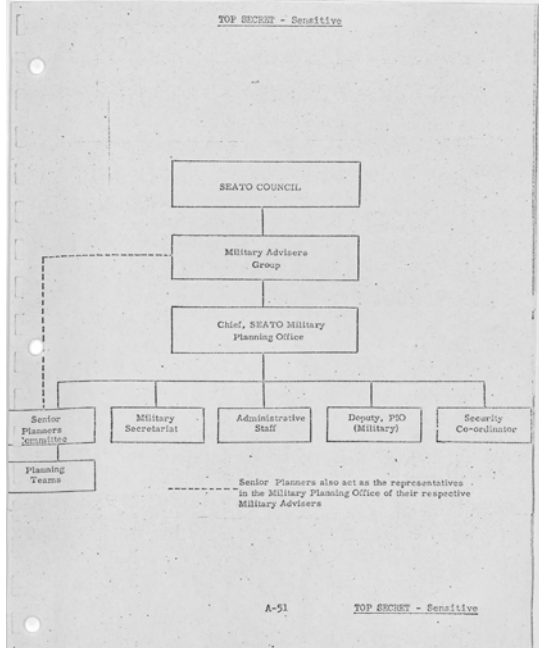 TOP SECRET - Sensitive
SEATO COUNCIL
Military Advisers
Group
Chief, SEATO Military
Planning Office
Senior
Planners
Committee
Military
Secretariat
Administrative
Staff
Deputy, PIO
(Military)
Security
Co-ordinator
Planning
Teams
Senior Planners also act as the representatives
in the Military Planning Office of their respective
Military Advisers
A-51
TOP SECRET - Sensitive